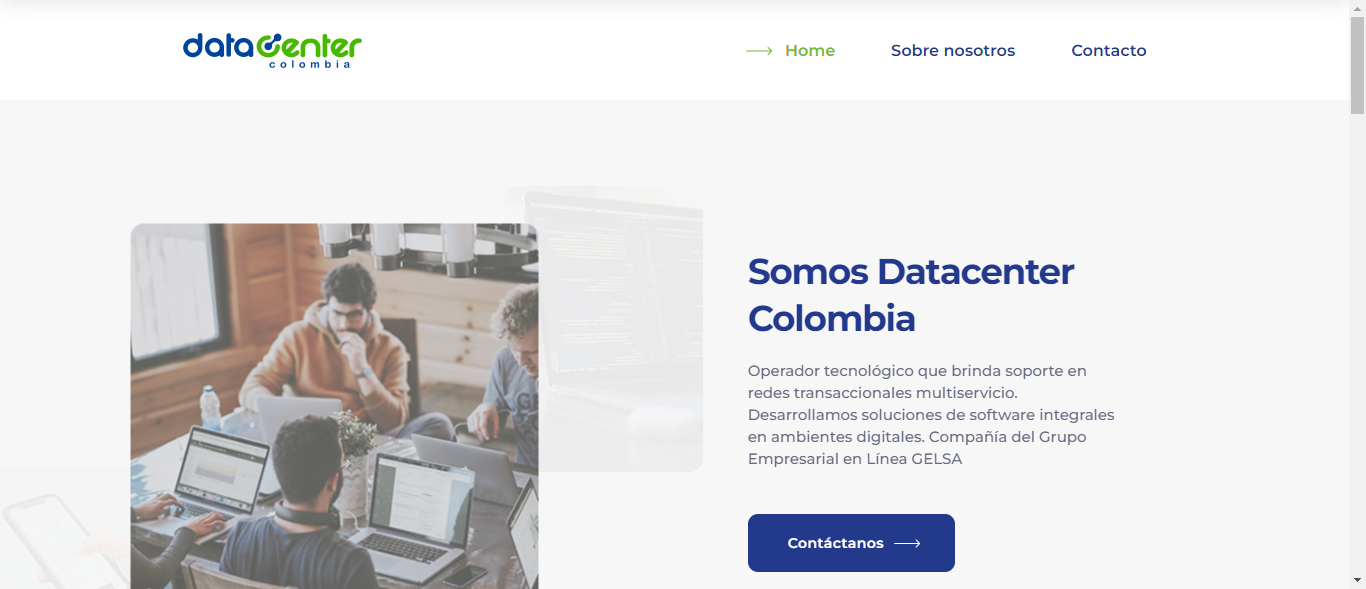 datacenter
colombia
Home
Sobre nosotros
Contacto
Somos Datacenter
Colombia
Operador tecnológico que brinda soporte en
redes transaccionales multiservicio.
Desarrollamos soluciones de software integrales
en ambientes digitales. Compañía del Grupo
Empresarial en Línea GELSA
Contáctanos